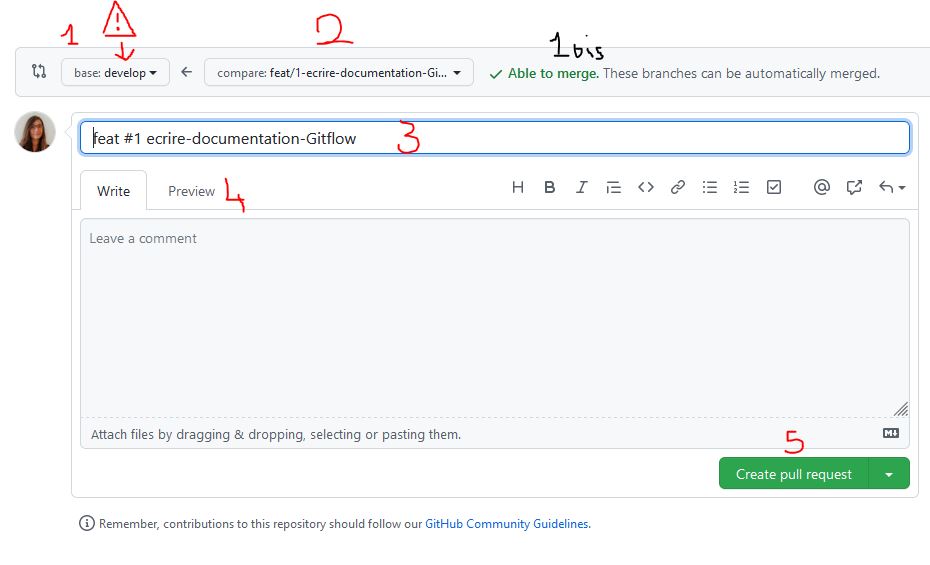 1 2 1bis
base: develop compare: feat/1-ecrire-documentation-Gi... Able to merge. These branches can be automatically merged.
feat #1 ecrire-documentation-Gitflow 3
Write Preview 4 H B I
Leave a comment
Attach files by dragging & dropping, selecting or pasting them.
5
Create pull request
Remember, contributions to this repository should follow our GitHub Community Guidelines.